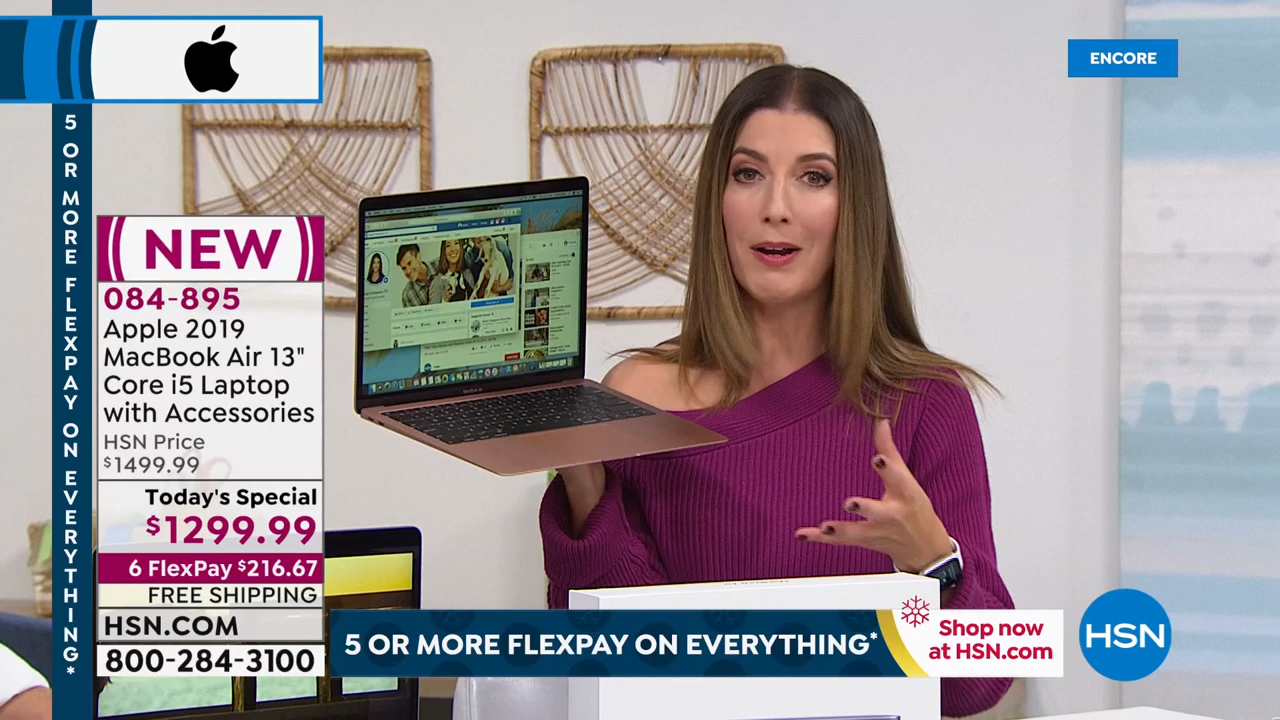 ENCORE
5 OR MORE FLEXPAY ON EVERYTHING*
NEW
084-895
Apple 2019
MacBook Air 13"
Core i5 Laptop
with Accessories
HSN Price
$1499.99
Today's Special
$1299.99
6 FlexPay $216.67
FREE SHIPPING
HSN.COM
800-284-3100
5 OR MORE FLEXPAY ON EVERYTHING*
Shop now
at HSN.com
HSN